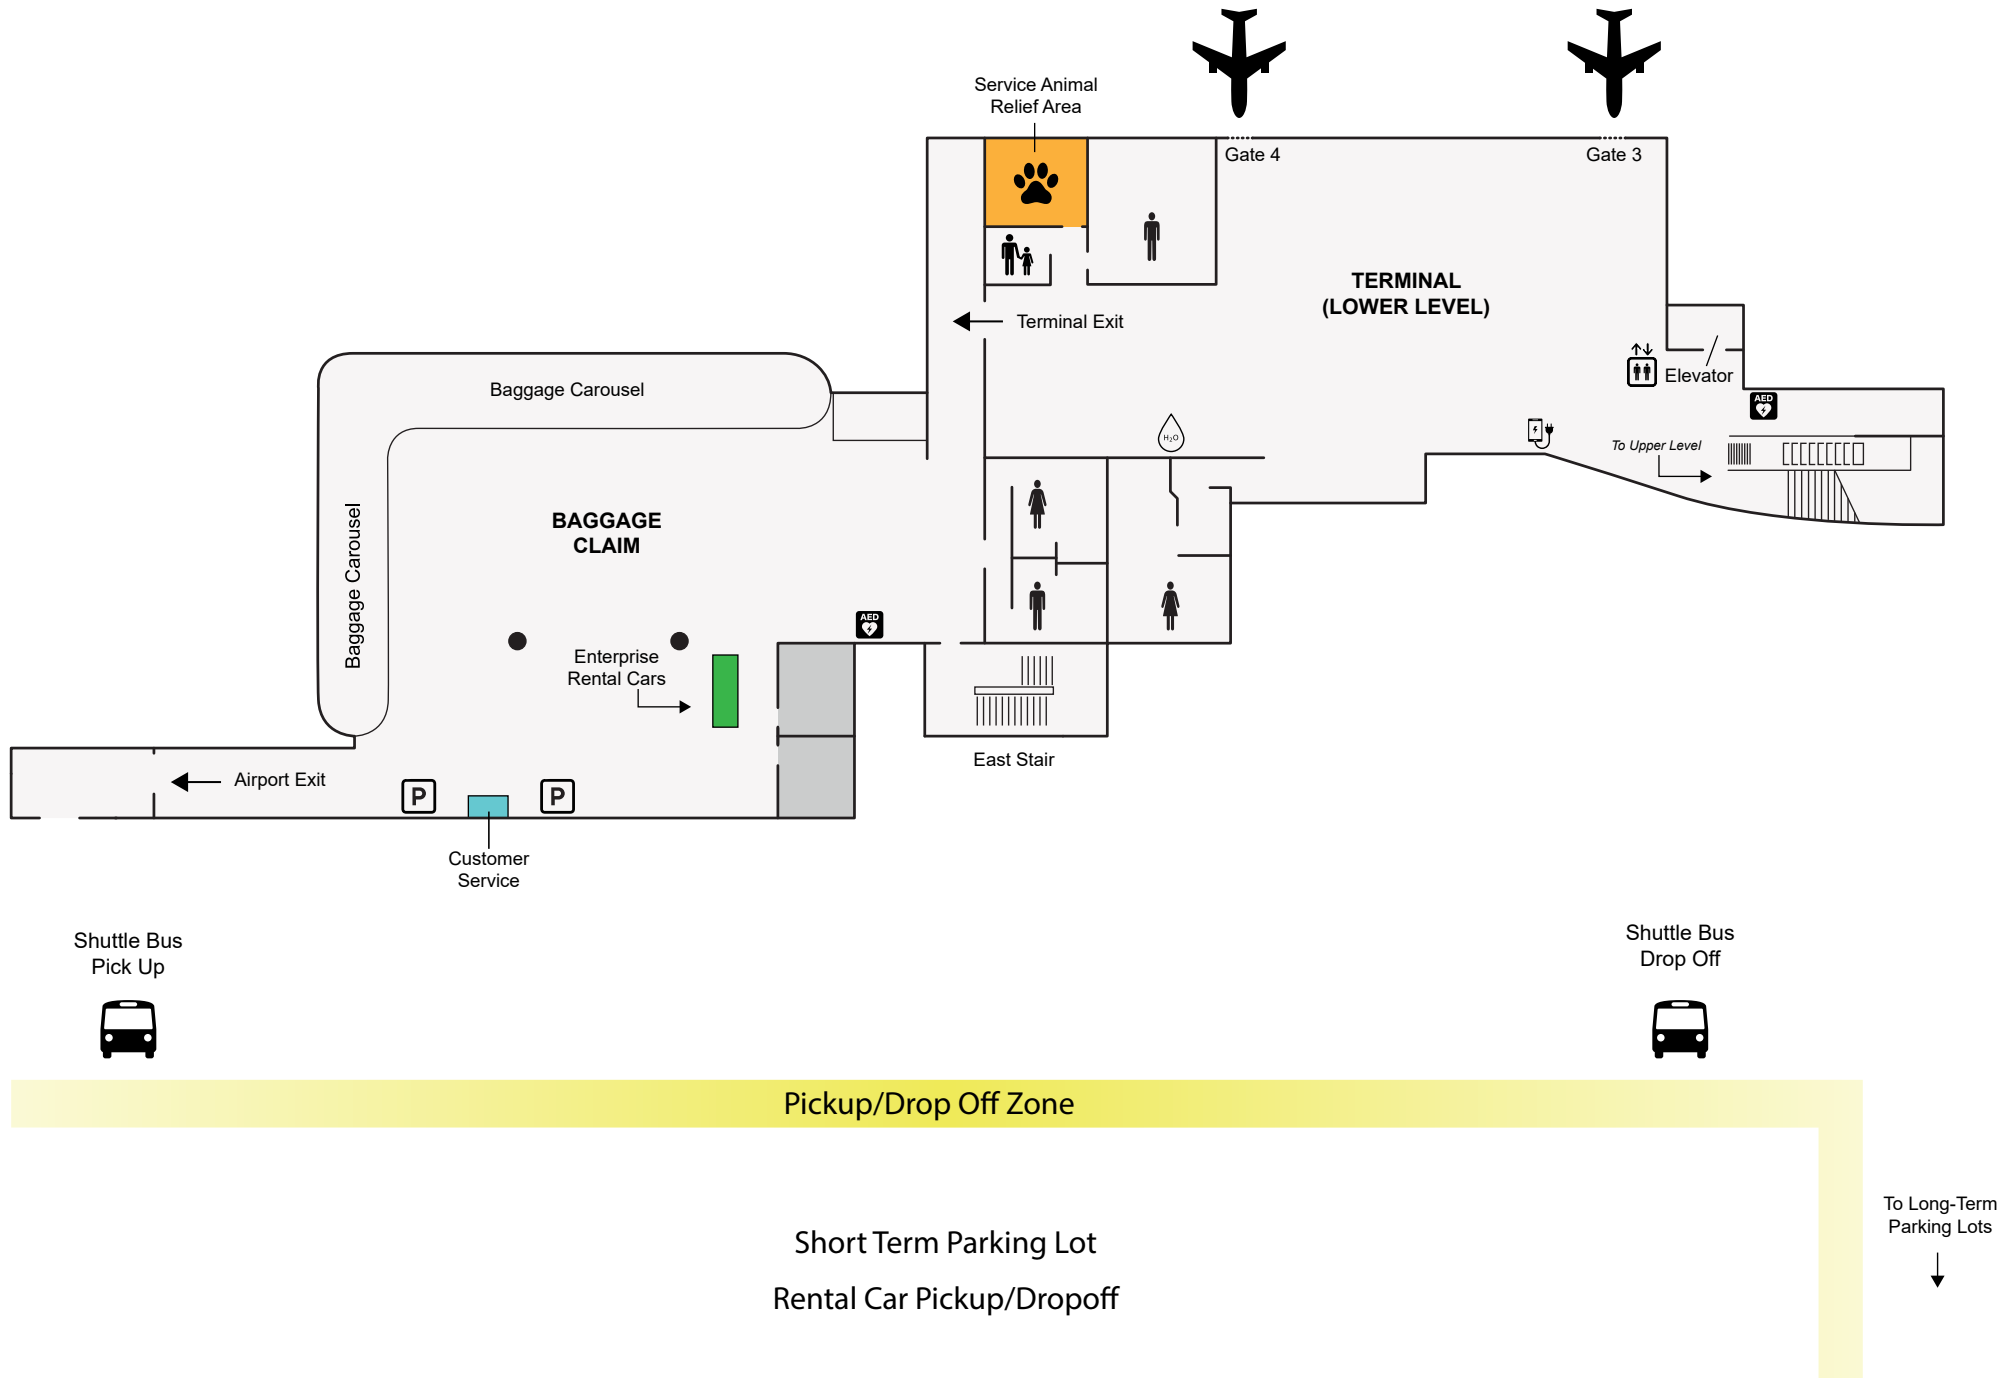 Service Animal
Relief Area
Gate 4
Gate 3
TERMINAL
(LOWER LEVEL)
Terminal Exit
Elevator
Baggage Carousel
AED
H₂O
To Upper Level
BAGGAGE
CLAIM
Baggage Carousel
AED
Enterprise
Rental Cars
East Stair
Airport Exit
P
P
Customer
Service
Shuttle Bus
Pick Up
Shuttle Bus
Drop Off
Pickup/Drop Off Zone
To Long-Term
Parking Lots
Short Term Parking Lot
Rental Car Pickup/Dropoff